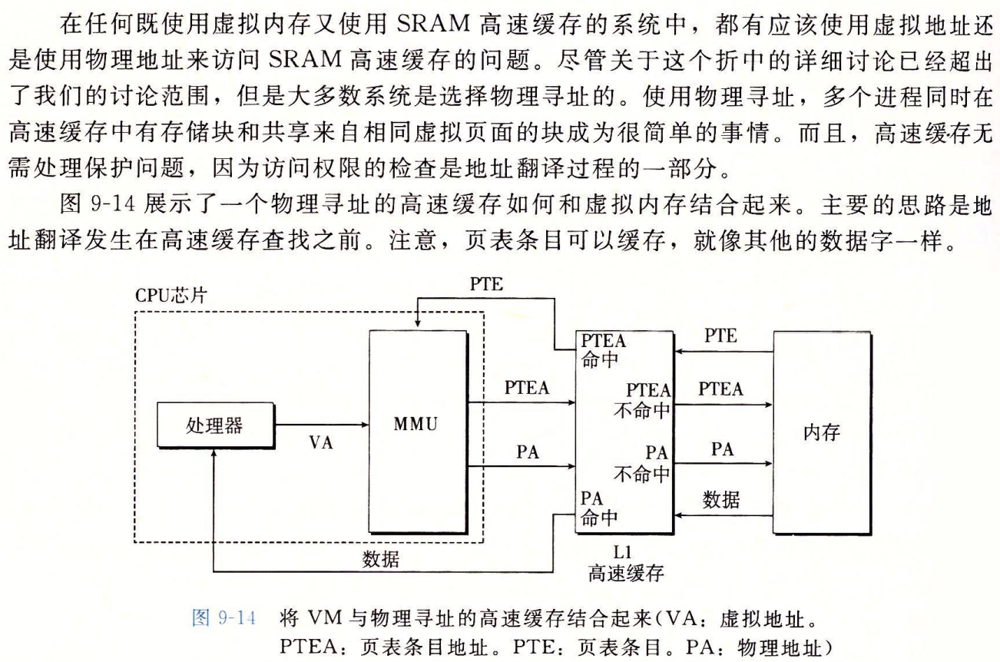 在任何既使用虚拟内存又使用 SRAM 高速缓存的系统中，都有应该使用虚拟地址还
是使用物理地址来访问 SRAM 高速缓存的问题。尽管关于这个折中的详细讨论已经超出
了我们的讨论范围，但是大多数系统是选择物理寻址的。使用物理寻址，多个进程同时在
高速缓存中有存储块和共享来自相同虚拟页面的块成为很简单的事情。而且，高速缓存无
需处理保护问题，因为访问权限的检查是地址翻译过程的一部分。
图 9-14 展示了一个物理寻址的高速缓存如何和虚拟内存结合起来。主要的思路是地
址翻译发生在高速缓存查找之前。注意，页表条目可以缓存，就像其他的数据字一样。
CPU芯片
PTE
处理器
VA
MMU
PTEA
PA
数据
PTEA
命中
PTEA
不命中
PA
不命中
PA
命中
L1
高速缓存
PTE
PTEA
PA
数据
内存
图 9-14 将 VM 与物理寻址的高速缓存结合起来（VA：虚拟地址。
PTEA：页表条目地址。PTE：页表条目。PA：物理地址）